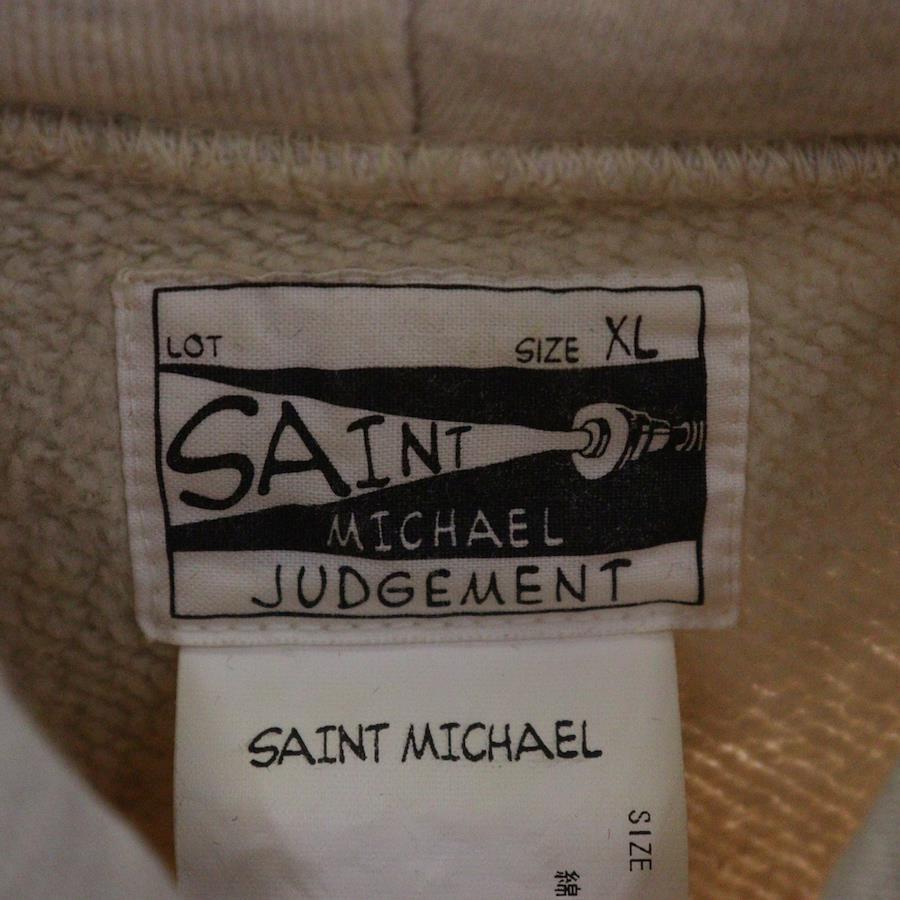 LOT SIZE XL
SAINT
MICHAEL
JUDGEMENT
SAINT MICHAEL
SIZE
綿